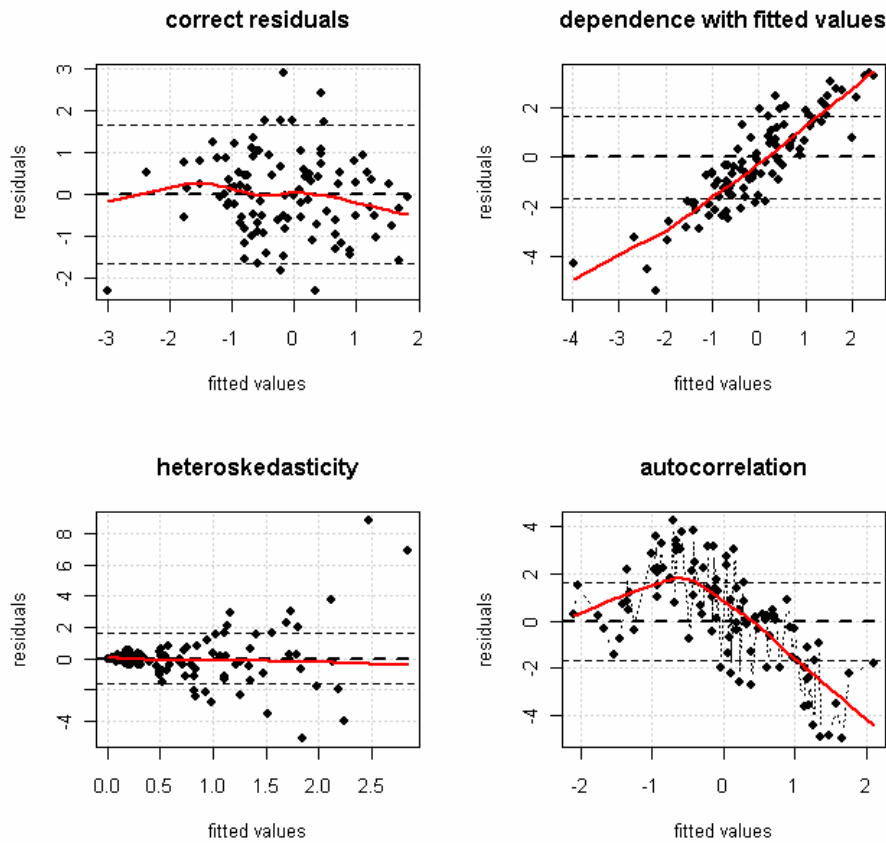 correct residuals
residuals
3
2
1
0
-1
-2
-3 -2 -1 0 1 2
fitted values
dependence with fitted values
residuals
2
0
-2
-4
-4 -3 -2 -1 0 1 2
fitted values
heteroskedasticity
residuals
8
6
4
2
0
-4
0.0 0.5 1.0 1.5 2.0 2.5
fitted values
autocorrelation
residuals
4
2
0
-2
-4
-2 -1 0 1 2
fitted values